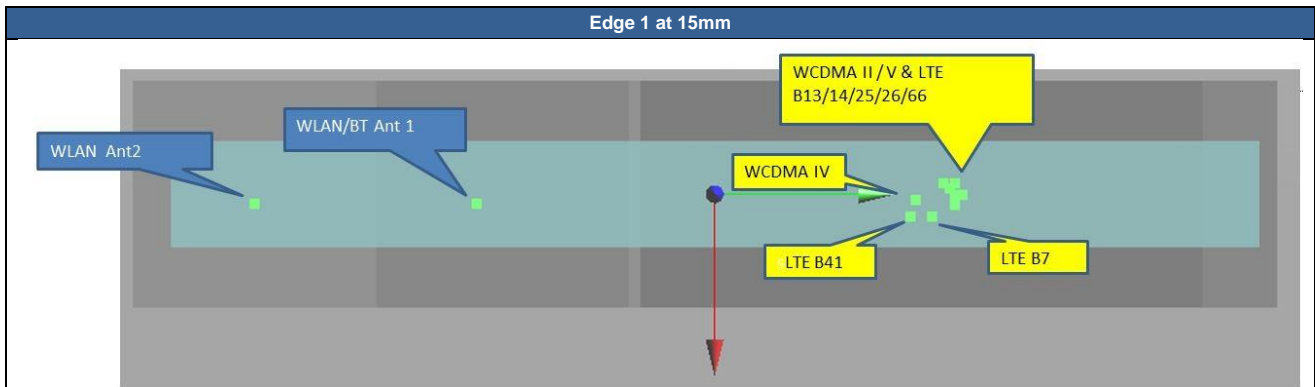 Edge 1 at 15mm
WCDMA II / V & LTE
B13/14/25/26/66
WLAN/BT Ant 1
WLAN Ant2
WCDMA IV
LTE B41
LTE B7